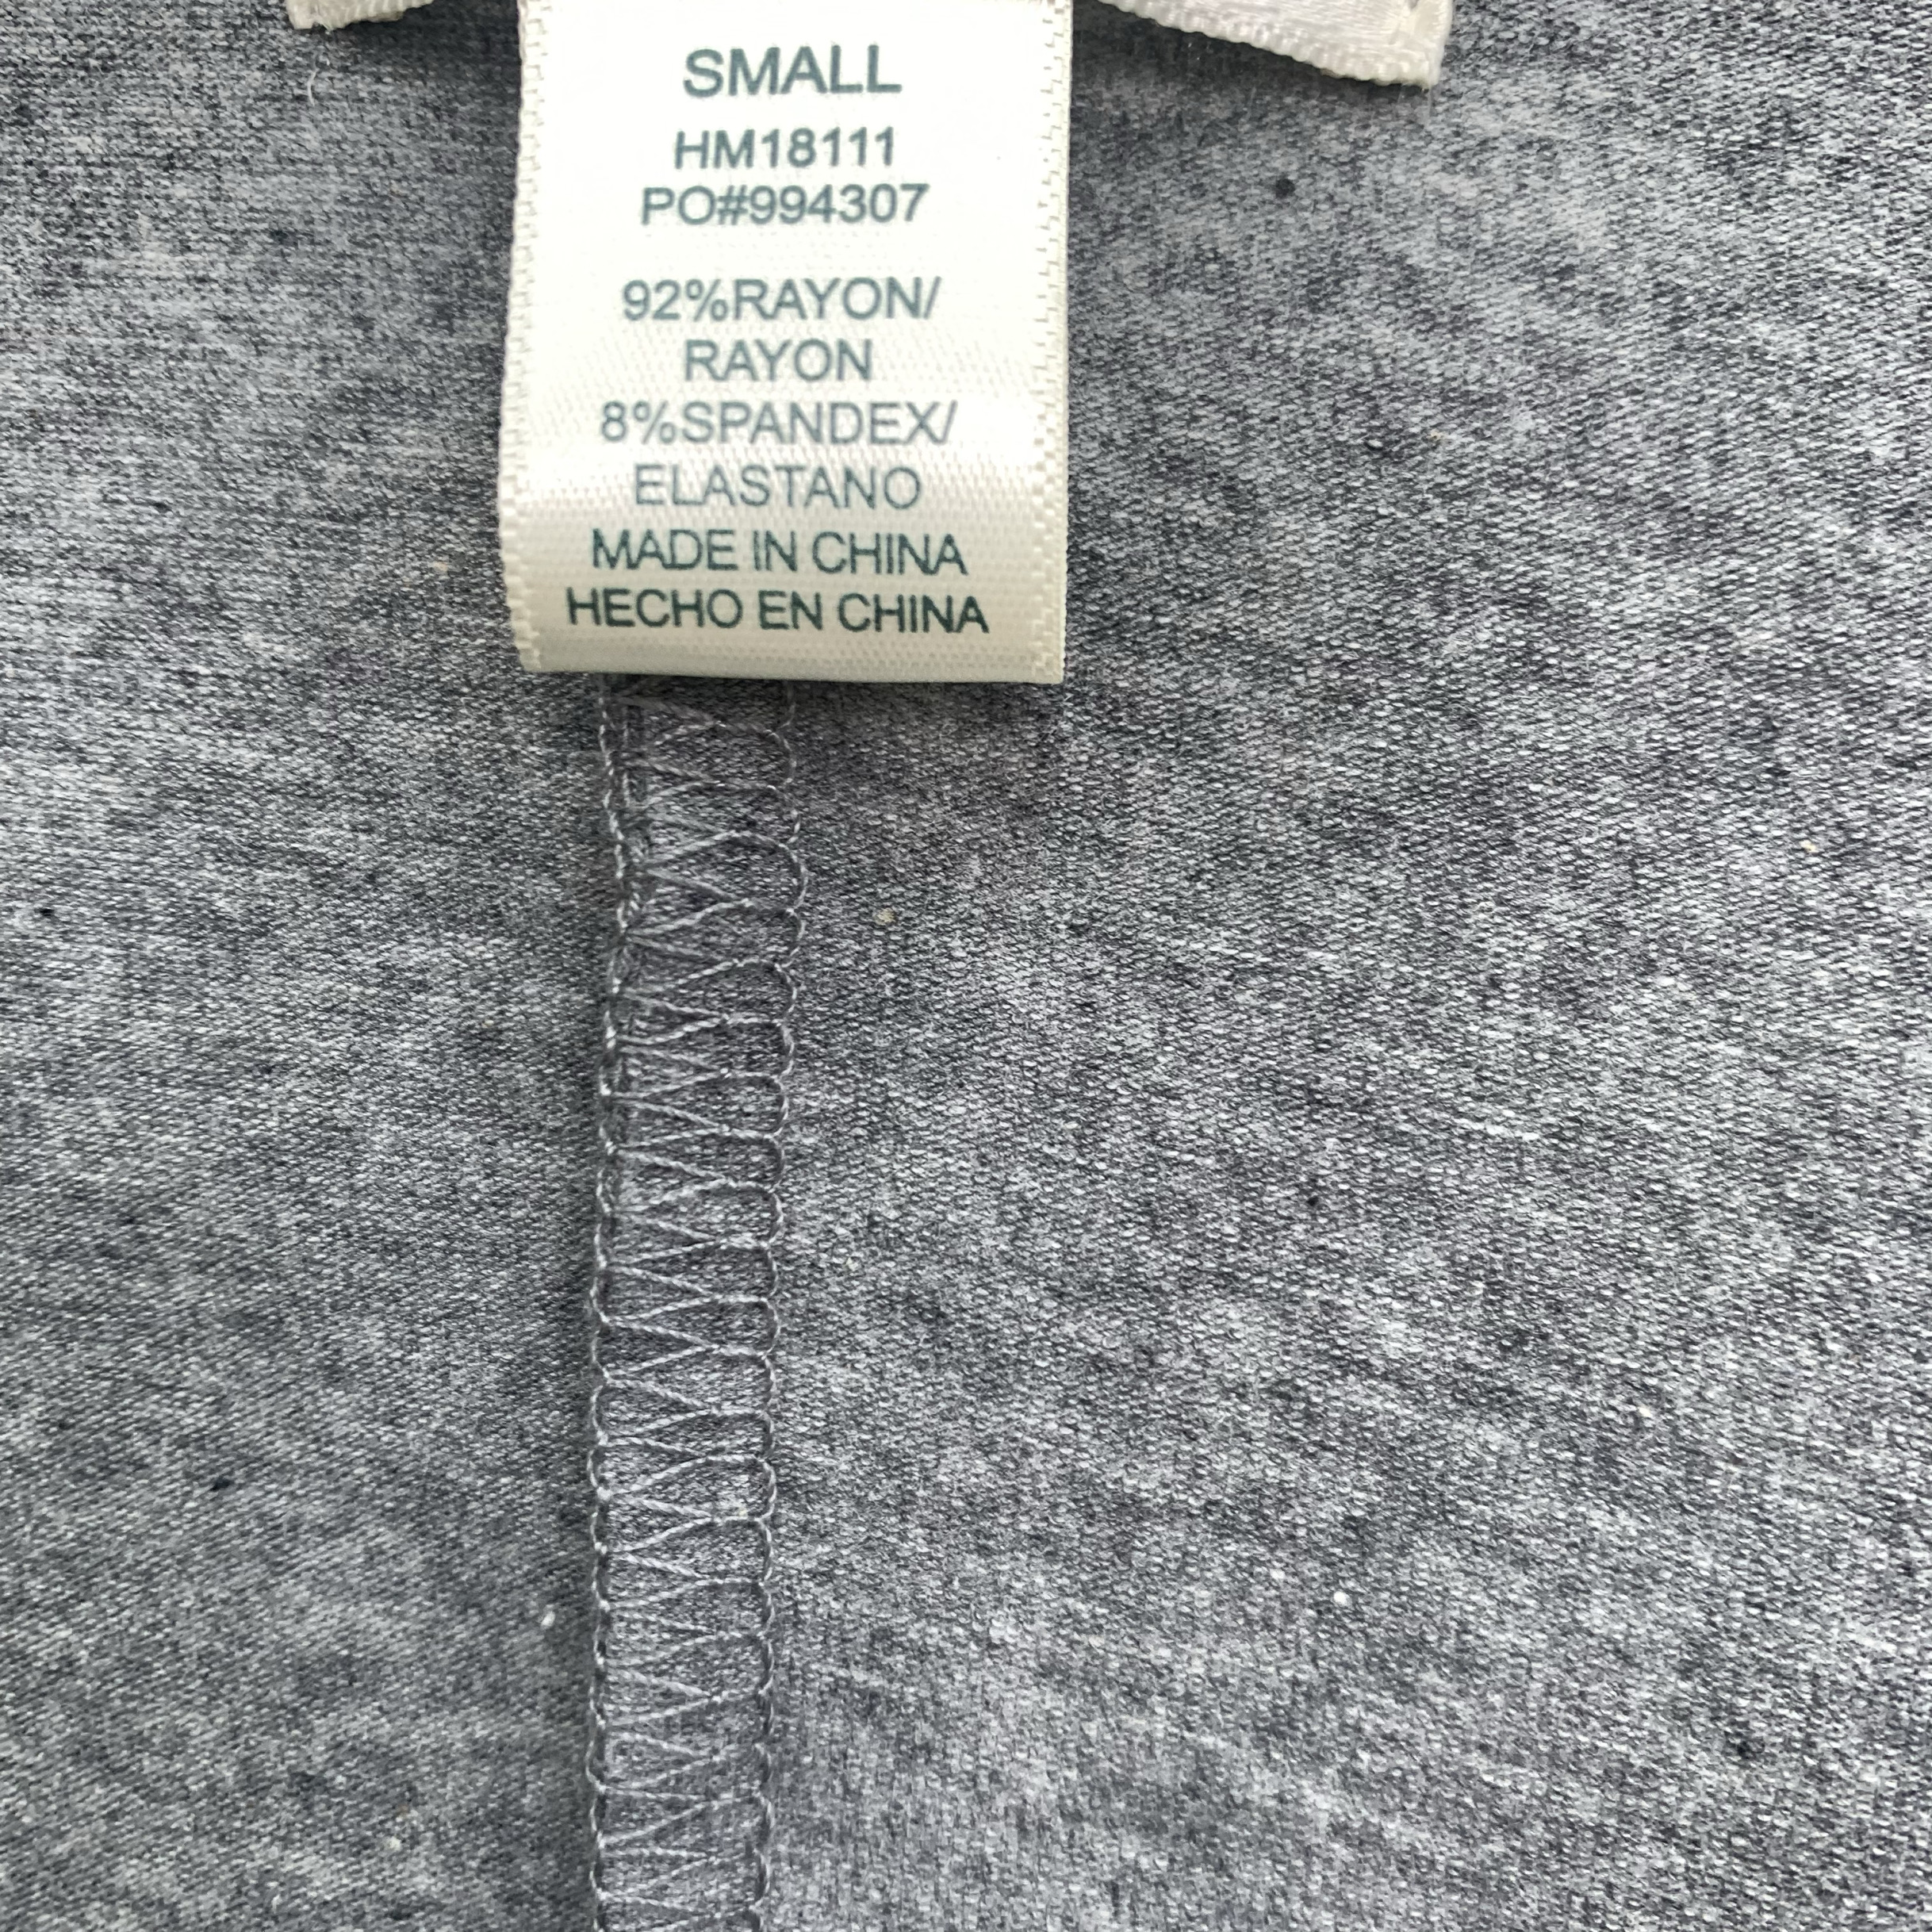 SMALL
HM18111
PO#994307
92%RAYON/
RAYON
8%SPANDEX/
ELASTANO
MADE IN CHINA
HECHO EN CHINA